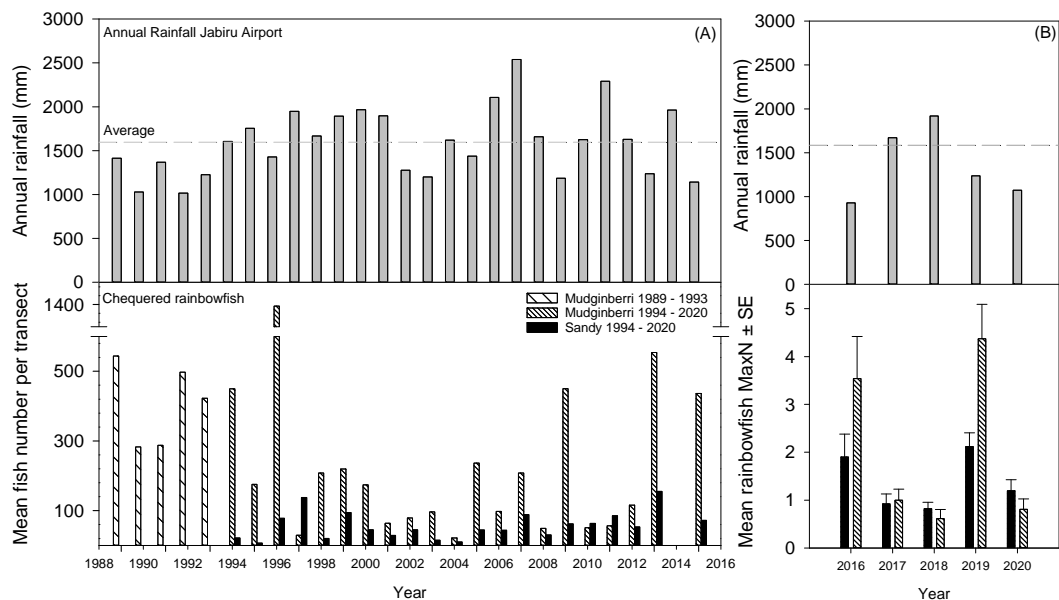 Annual rainfall (mm)
3000
2500
2000
1500
1000
500
0
Annual Rainfall Jabiru Airport
(A)
Average
Mean fish number per transect
1400
500
300
100
Chequered rainbowfish
Mudginberri 1989 - 1993
Mudginberri 1994 - 2020
Sandy 1994 - 2020
1988 1990 1992 1994 1996 1998 2000 2002 2004 2006 2008 2010 2012 2014 2016
Year
Annual rainfall (mm)
3000
2500
2000
1500
1000
500
0
(B)
Mean rainbowfish MaxN ± SE
5
4
3
2
1
0
2016 2017 2018 2019 2020
Year